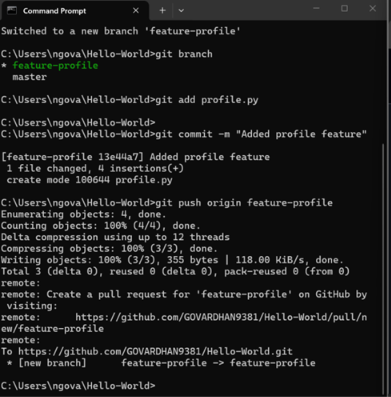 Command Prompt
Switched to a new branch 'feature-profile'
C:\Users\ngova\Hello-World>git branch
* feature-profile
  master
C:\Users\ngova\Hello-World>git add profile.py
C:\Users\ngova\Hello-World>
C:\Users\ngova\Hello-World>git commit -m "Added profile feature"
[feature-profile 13e44a7] Added profile feature
 1 file changed, 4 insertions(+)
 create mode 100644 profile.py
C:\Users\ngova\Hello-World>git push origin feature-profile
Enumerating objects: 4, done.
Counting objects: 100% (4/4), done.
Delta compression using up to 12 threads
Compressing objects: 100% (3/3), done.
Writing objects: 100% (3/3), 355 bytes | 118.00 KiB/s, done.
Total 3 (delta 0), reused 0 (delta 0), pack-reused 0 (from 0)
remote:
remote: Create a pull request for 'feature-profile' on GitHub by
 visiting:
remote:      https://github.com/GOVARDHAN9381/Hello-World/pull/n
ew/feature-profile
remote:
To https://github.com/GOVARDHAN9381/Hello-World.git
 * [new branch]      feature-profile -> feature-profile
C:\Users\ngova\Hello-World>